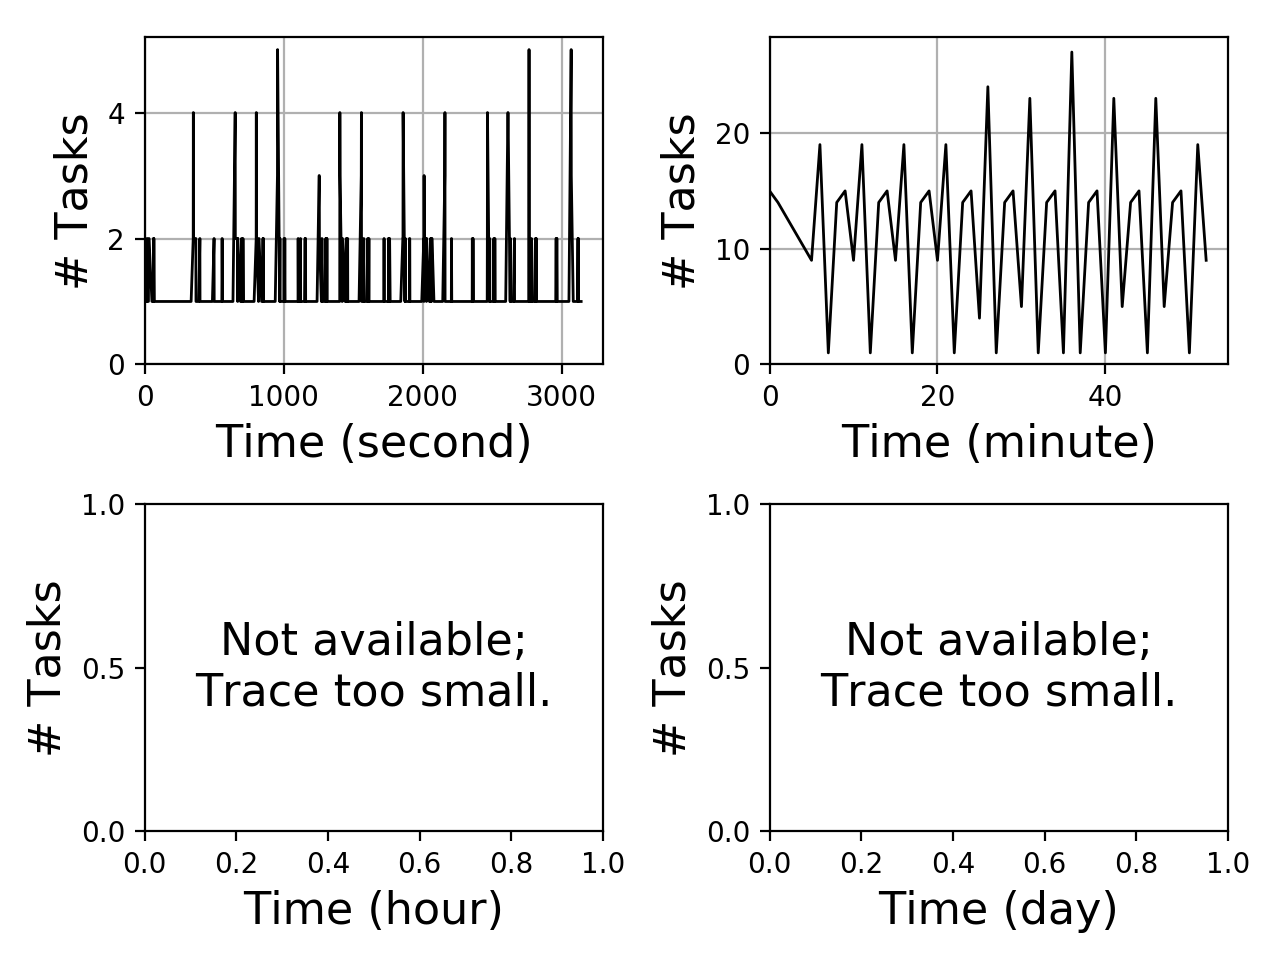 # Tasks
4
2
0
0
1000
2000
3000
Time (second)
# Tasks
20
10
0
0
20
40
Time (minute)
# Tasks
1.0
0.5
0.0
Not available;
Trace too small.
0.0
0.2
0.4
0.6
0.8
1.0
Time (hour)
# Tasks
1.0
0.5
0.0
Not available;
Trace too small.
0.0
0.2
0.4
0.6
0.8
1.0
Time (day)